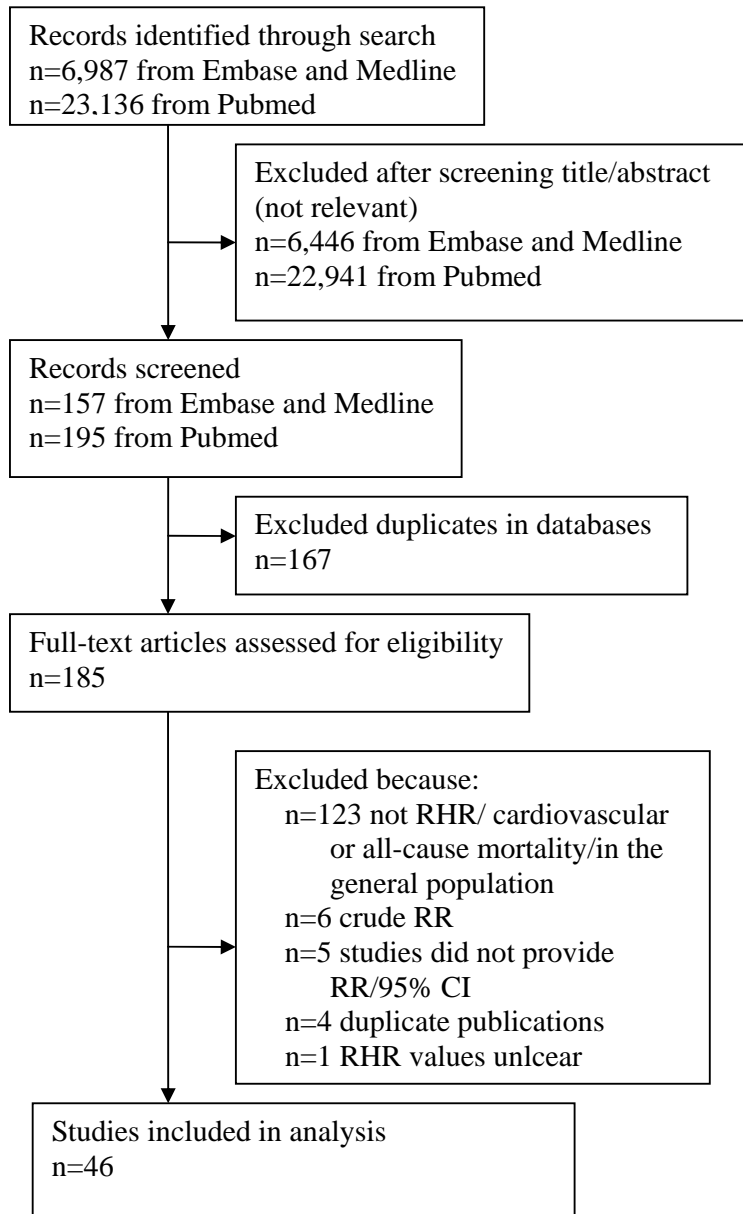 Records identified through search
n=6,987 from Embase and Medline
n=23,136 from Pubmed
Excluded after screening title/abstract
(not relevant)
n=6,446 from Embase and Medline
n=22,941 from Pubmed
Records screened
n=157 from Embase and Medline
n=195 from Pubmed
Excluded duplicates in databases
n=167
Full-text articles assessed for eligibility
n=185
Excluded because:
n=123 not RHR/ cardiovascular
or all-cause mortality/in the
general population
n=6 crude RR
n=5 studies did not provide
RR/95% CI
n=4 duplicate publications
n=1 RHR values unlcear
Studies included in analysis
n=46